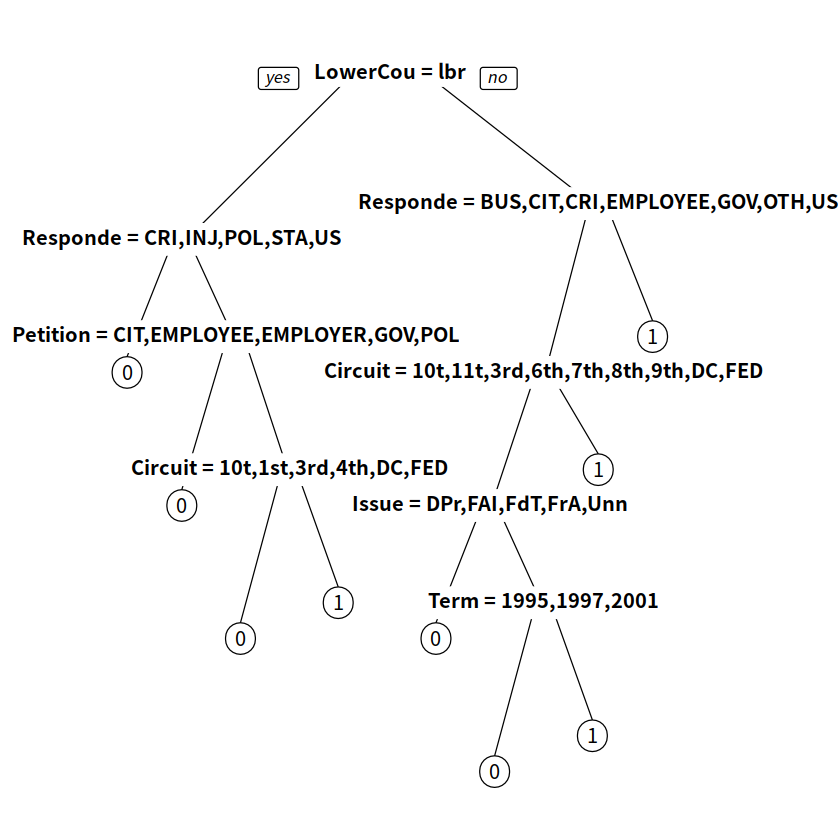 yes LowerCou = lbr no
Responde = BUS,CIT,CRI,EMPLOYEE,GOV,OTH,US
Responde = CRI,INJ,POL,STA,US
Petition = CIT,EMPLOYEE,EMPLOYER,GOV,POL
1
0
Circuit = 10t,11t,3rd,6th,7th,8th,9th,DC,FED
Circuit = 10t,1st,3rd,4th,DC,FED
1
0
Issue = DPr,FAI,FdT,FrA,Unn
1
Term = 1995,1997,2001
0
0
1
0